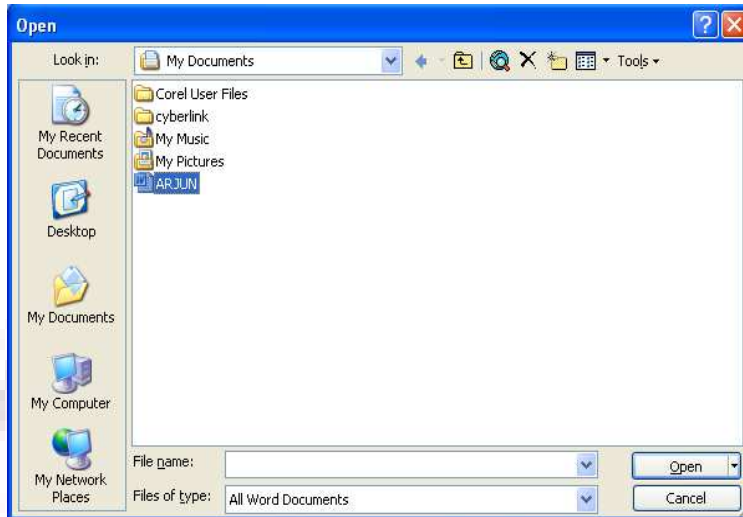 Open
Look in:
My Documents
Tools
My Recent
Documents
Desktop
My Documents
My Computer
My Network
Places
Corel User Files
cyberlink
My Music
My Pictures
ARJUN
File name:
Open
Files of type:
All Word Documents
Cancel